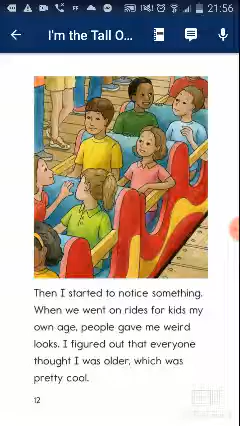 21:56
I'm the Tall O...
Then I started to notice something.
When we went on rides for kids my
own age, people gave me weird
looks. I figured out that everyone
thought I was older, which was
pretty cool.
12